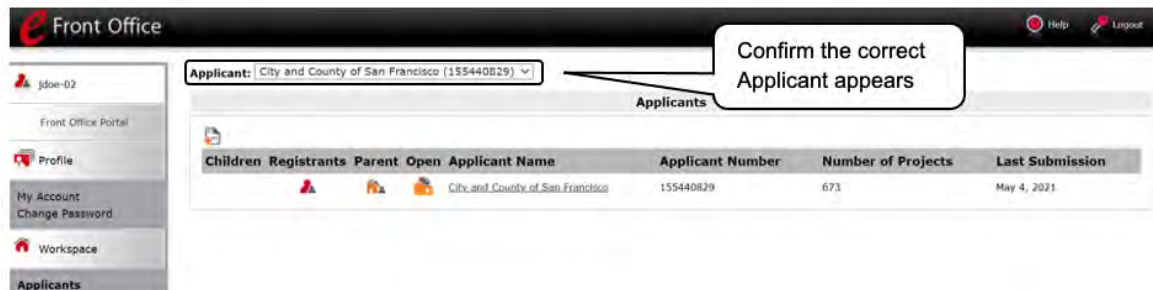 e Front Office
Help Logout
Confirm the correct
Applicant appears
Applicant: City and County of San Francisco (155440829)
jdoe-02
Front Office Portal
Profile
My Account
Change Password
Workspace
Applicants
Applicants
Children Registrants Parent Open Applicant Name Applicant Number Number of Projects Last Submission
City and County of San Francisco 155440829 673 May 4, 2021